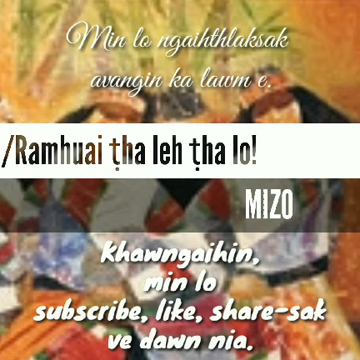 Min lo ngaihthlaksak
avangin ka lawm e.
/Ramhuai ṭha leh ṭha lo!
MIZO
Khawngaihin,
min lo
subscribe, like, share-sak
ve dawn nia.